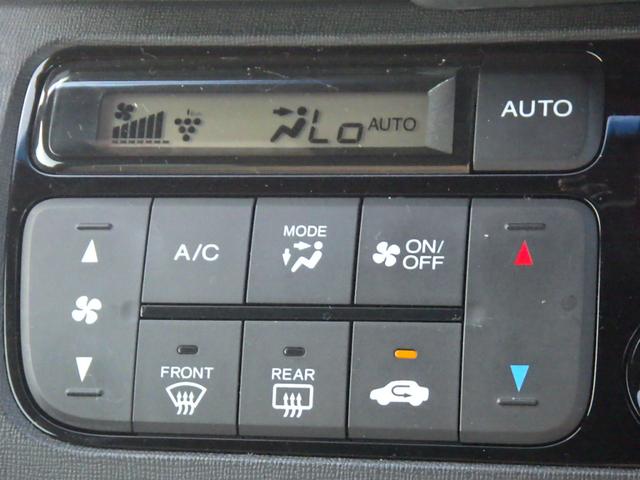 Lo AUTO
AUTO
A/C
MODE
ON/
OFF
FRONT
REAR